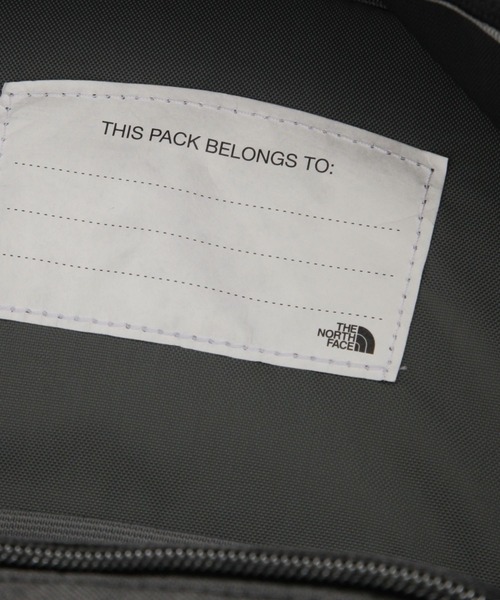 THIS PACK BELONGS TO:
THE
NORTH
FACE